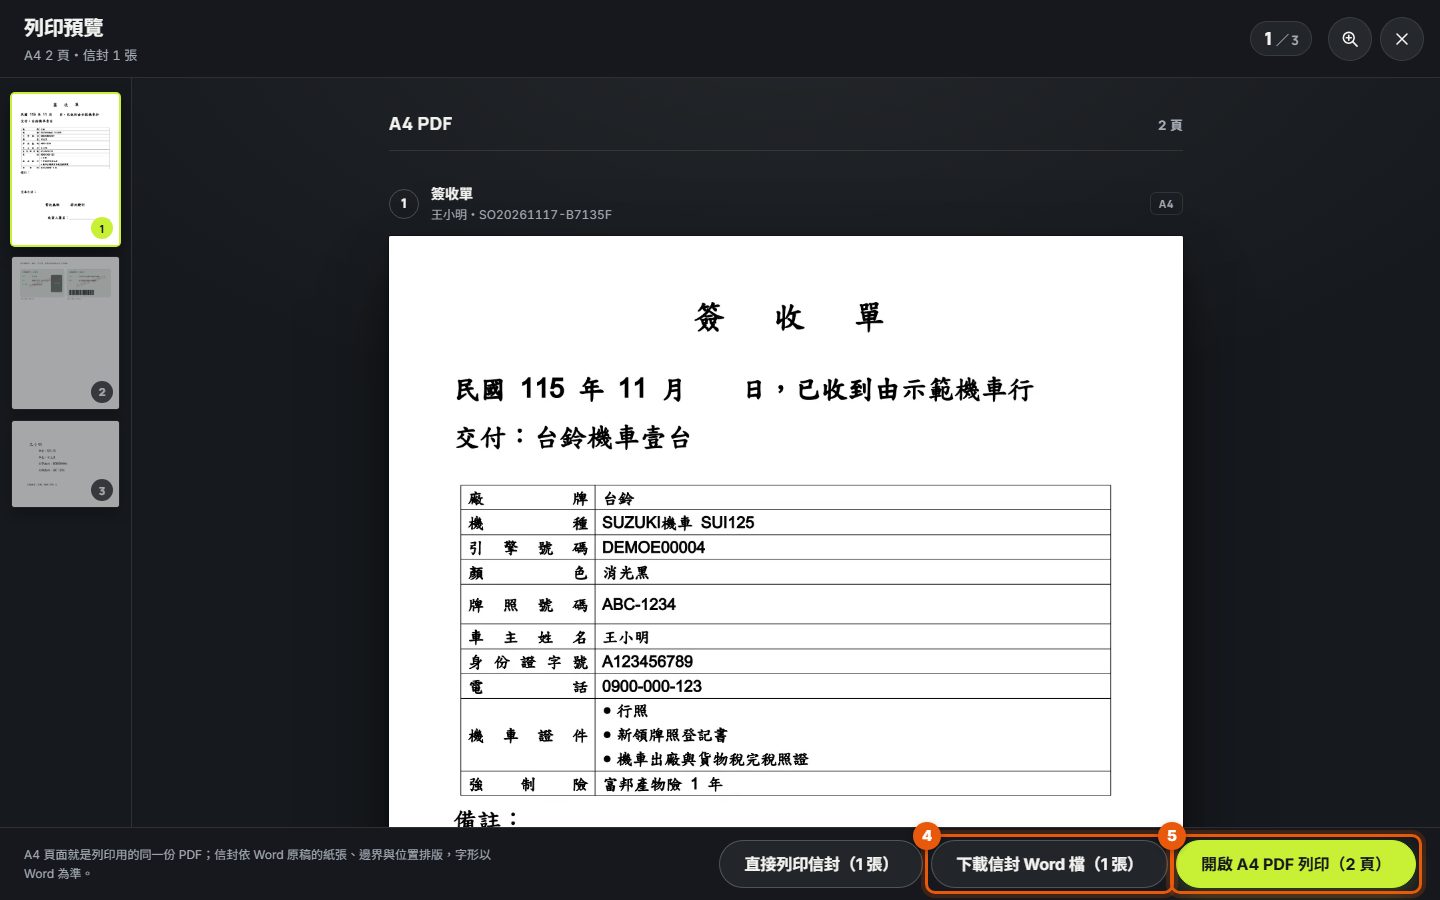 列印預覽
A4 2 頁・信封 1 張
1 / 3
1
2
3
A4 PDF
2 頁
1
簽收單
王小明・SO20261117-B7135F
A4
簽 收 單
民國 115 年 11 月 日，已收到由示範機車行
交付：台鈴機車壹台
廠牌 台鈴
機種 SUZUKI機車 SUI125
引擎號碼 DEMOE00004
顏色 消光黑
牌照號碼 ABC-1234
車主姓名 王小明
身份證字號 A123456789
電話 0900-000-123
機車證件 • 行照
• 新領牌照登記書
• 機車出廠與貨物稅完稅照證
強制險 富邦產物險 1 年
備註：
A4 頁面就是列印用的同一份 PDF；信封依 Word 原稿的紙張、邊界與位置排版，字形以
Word 為準。
直接列印信封（1 張）
4
下載信封 Word 檔（1 張）
5
開啟 A4 PDF 列印（2 頁）